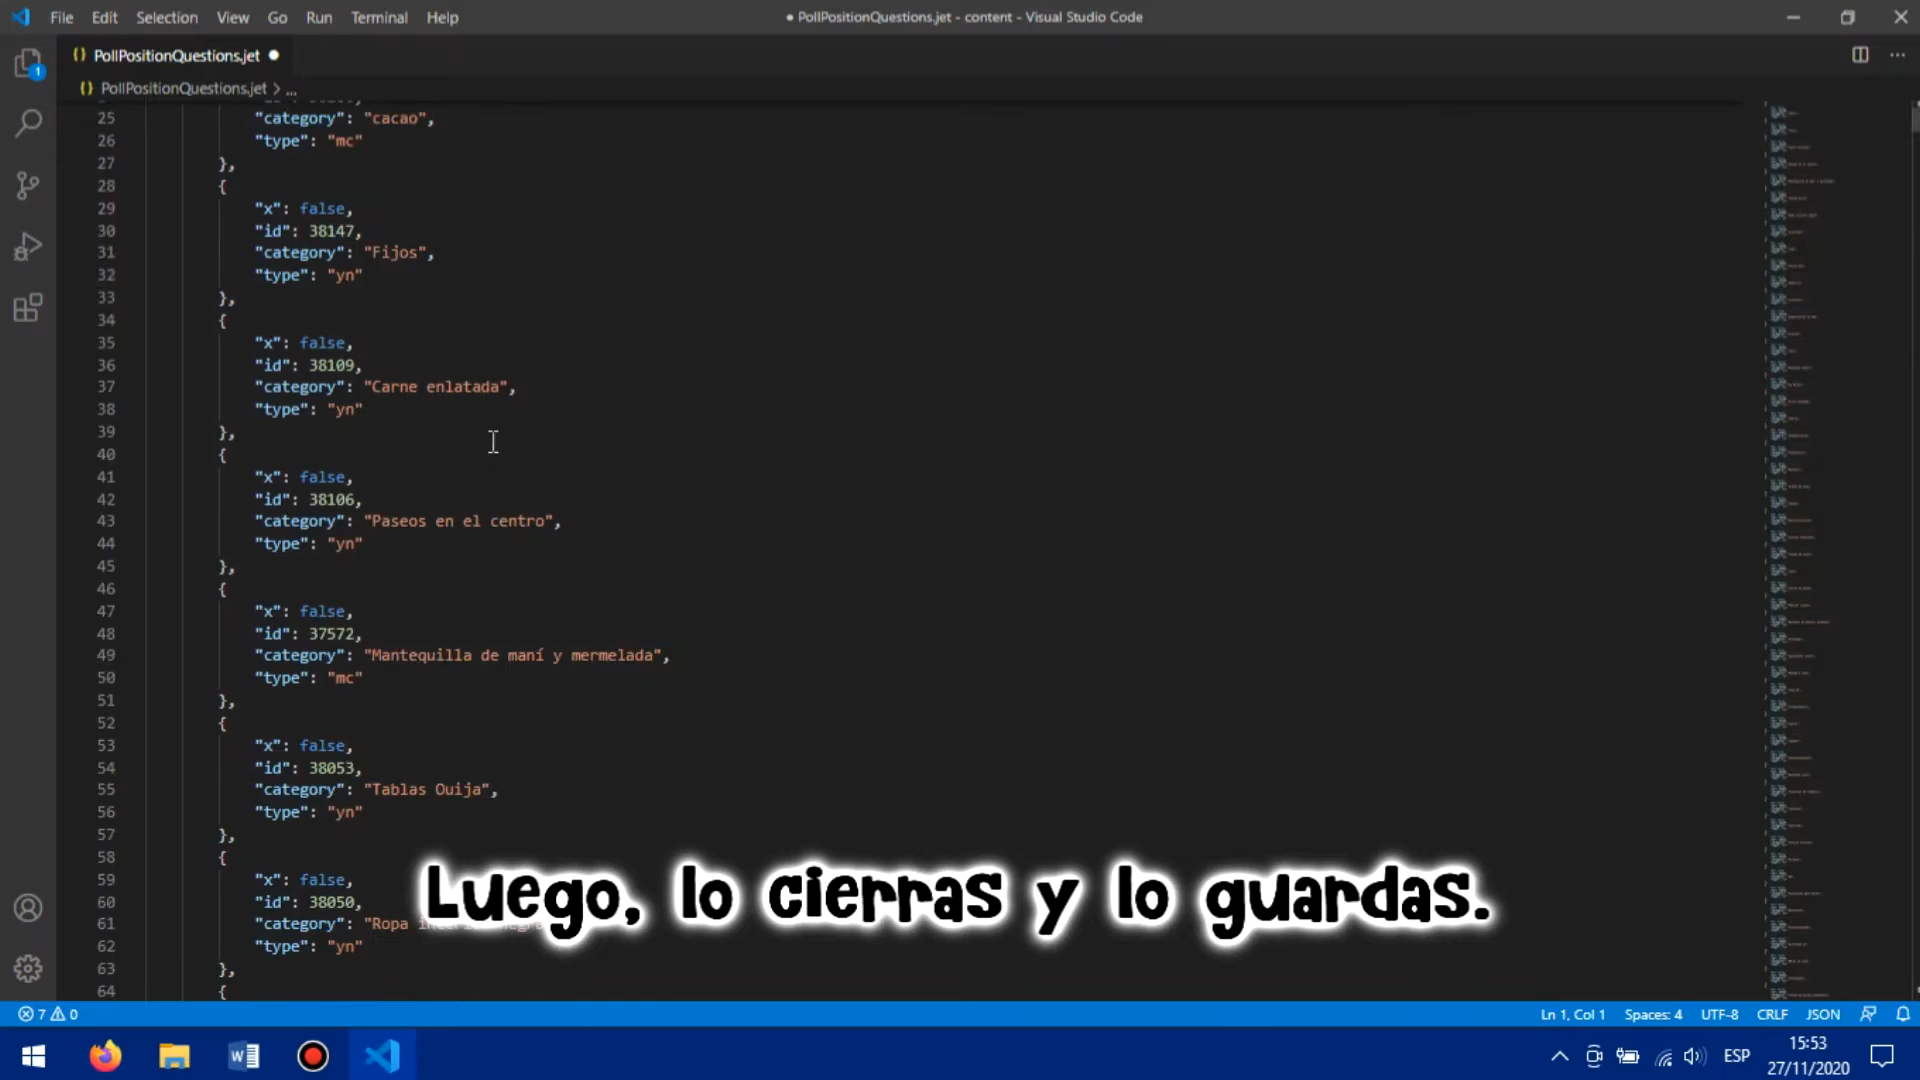 File Edit Selection View Go Run Terminal Help
● PollPositionQuestions.jet - content - Visual Studio Code
{} PollPositionQuestions.jet ●
1
{} PollPositionQuestions.jet > ...
25 "category": "cacao",
26 "type": "mc"
27 },
28 {
29 "x": false,
30 "id": 38147,
31 "category": "Fijos",
32 "type": "yn"
33 },
34 {
35 "x": false,
36 "id": 38109,
37 "category": "Carne enlatada",
38 "type": "yn"
39 },
40 {
41 "x": false,
42 "id": 38106,
43 "category": "Paseos en el centro",
44 "type": "yn"
45 },
46 {
47 "x": false,
48 "id": 37572,
49 "category": "Mantequilla de maní y mermelada",
50 "type": "mc"
51 },
52 {
53 "x": false,
54 "id": 38053,
55 "category": "Tablas Ouija",
56 "type": "yn"
57 },
58 {
59 "x": false,
60 "id": 38050,
61 "category": "Ropa
62 "type": "yn"
63 },
64 {
Luego, lo cierras y lo guardas.
7 0 Ln 1, Col 1 Spaces: 4 UTF-8 CRLF JSON
ESP
15:53
27/11/2020